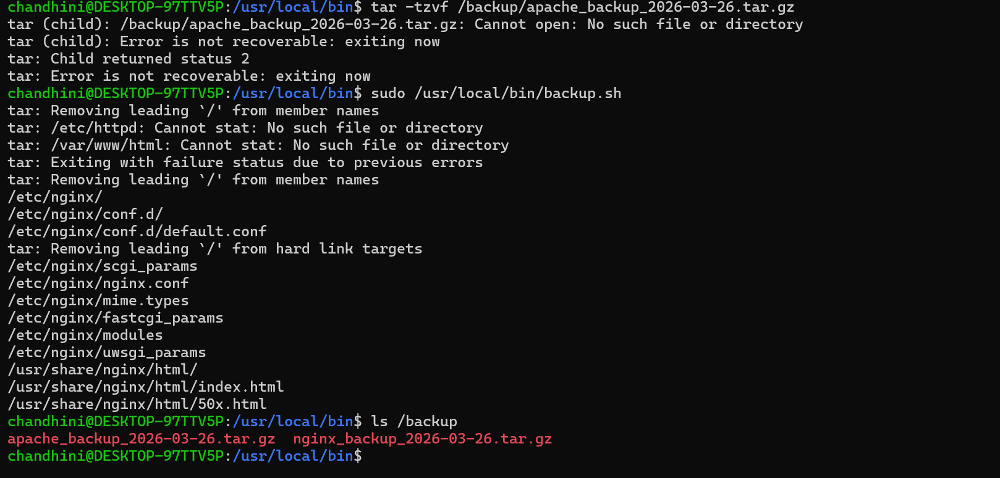 chandhini@DESKTOP-97TTV5P:/usr/local/bin$ tar -tzvf /backup/apache_backup_2026-03-26.tar.gz
tar (child): /backup/apache_backup_2026-03-26.tar.gz: Cannot open: No such file or directory
tar (child): Error is not recoverable: exiting now
tar: Child returned status 2
tar: Error is not recoverable: exiting now
chandhini@DESKTOP-97TTV5P:/usr/local/bin$ sudo /usr/local/bin/backup.sh
tar: Removing leading `/' from member names
tar: /etc/httpd: Cannot stat: No such file or directory
tar: /var/www/html: Cannot stat: No such file or directory
tar: Exiting with failure status due to previous errors
tar: Removing leading `/' from member names
/etc/nginx/
/etc/nginx/conf.d/
/etc/nginx/conf.d/default.conf
tar: Removing leading `/' from hard link targets
/etc/nginx/scgi_params
/etc/nginx/nginx.conf
/etc/nginx/mime.types
/etc/nginx/fastcgi_params
/etc/nginx/modules
/etc/nginx/uwsgi_params
/usr/share/nginx/html/
/usr/share/nginx/html/index.html
/usr/share/nginx/html/50x.html
chandhini@DESKTOP-97TTV5P:/usr/local/bin$ ls /backup
apache_backup_2026-03-26.tar.gz  nginx_backup_2026-03-26.tar.gz
chandhini@DESKTOP-97TTV5P:/usr/local/bin$